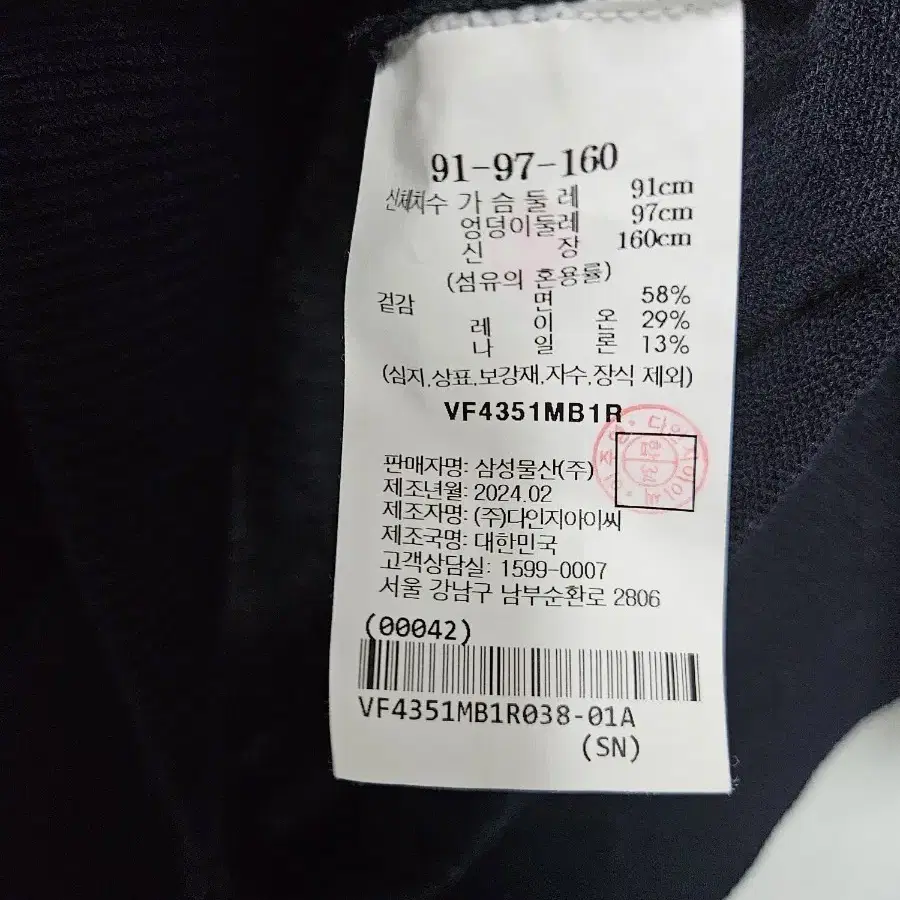 91-97-160
신체치수 가슴둘레 91cm
엉덩이둘레 97cm
신장 160cm
(섬유의 혼용률)
겉감 면 58%
레이온 29%
나일론 13%
(심지,상표,보강재,자수,장식 제외)
VF4351MB1R
판매자명: 삼성물산(주)
제조년월: 2024.02
제조자명: (주)다인지아이씨
제조국명: 대한민국
고객상담실: 1599-0007
서울 강남구 남부순환로 2806
(00042)
VF4351MB1R038-01A
(SN)